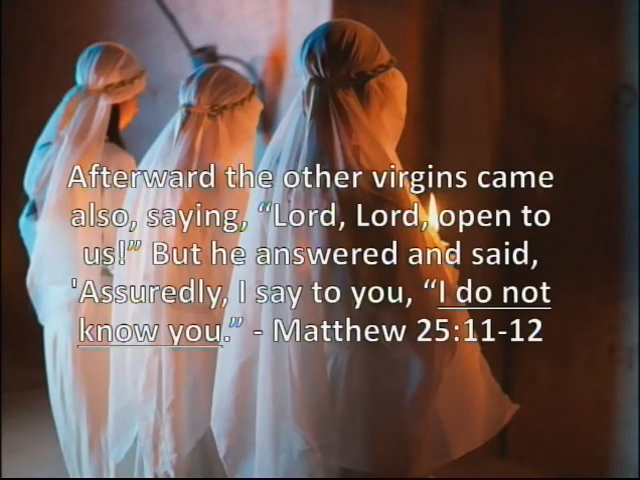 Afterward the other virgins came
also, saying, “Lord, Lord, open to
us!” But he answered and said,
'Assuredly, I say to you, “I do not
know you.” - Matthew 25:11-12